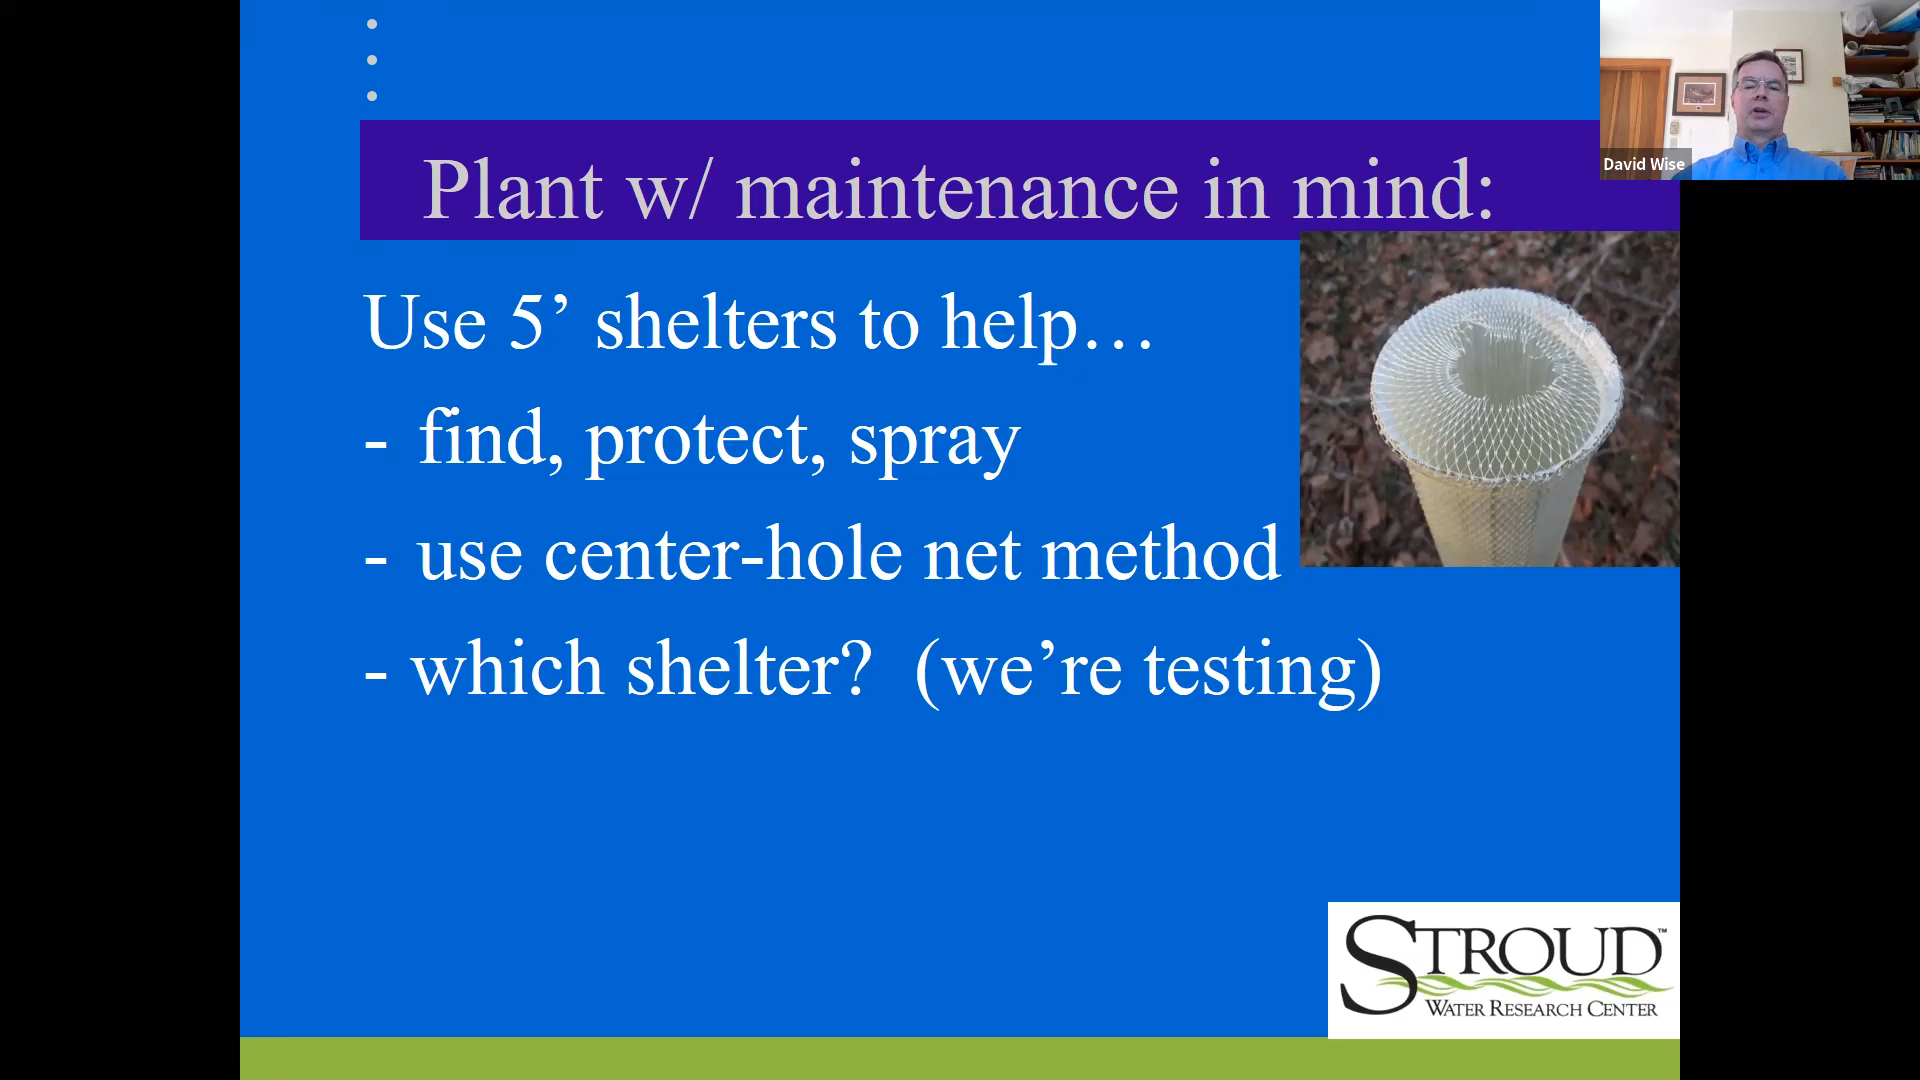 Plant w/ maintenance in mind:
David Wise
Use 5’ shelters to help…
- find, protect, spray
- use center-hole net method
- which shelter? (we’re testing)
STROUD™
WATER RESEARCH CENTER